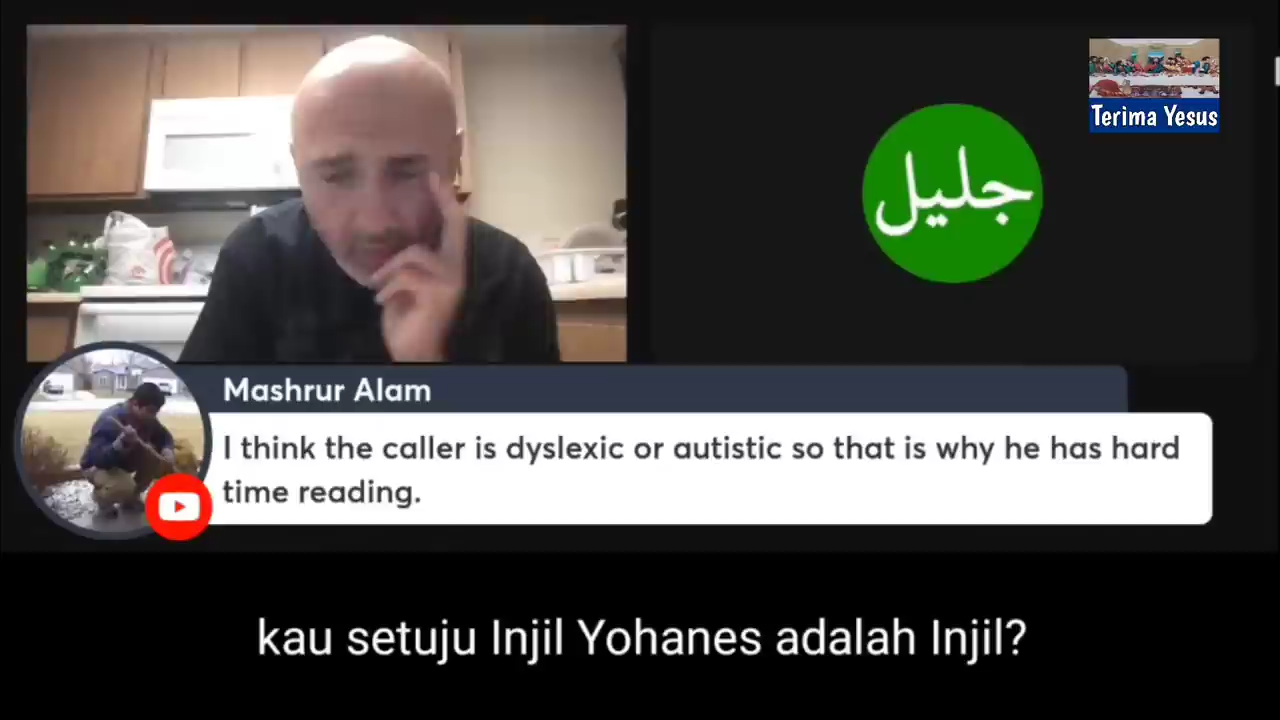 Terima Yesus
جليل
Mashrur Alam
I think the caller is dyslexic or autistic so that is why he has hard
time reading.
kau setuju Injil Yohanes adalah Injil?